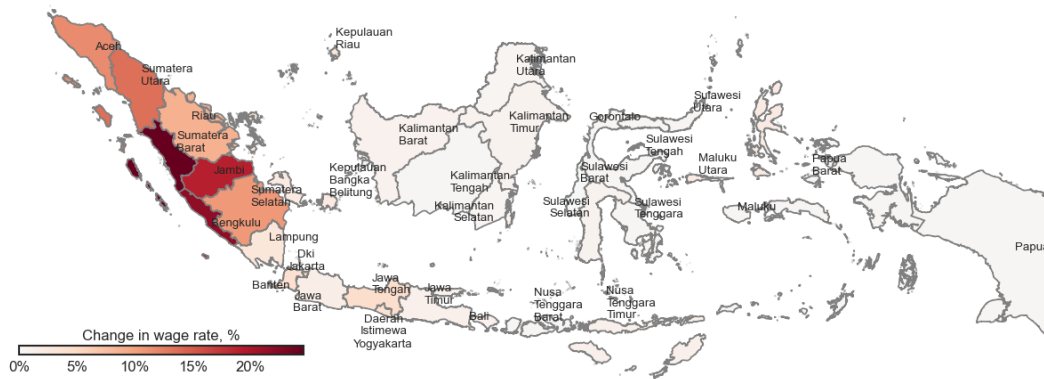 Aceh
Sumatera
Utara
Kepulauan
Riau
Riau
Sumatera
Barat
Jambi
Sumatera
Selatan
Bengkulu
Lampung
Kepulauan
Bangka
Belitung
Dki
Jakarta
Banten
Jawa
Barat
Jawa
Tengah
Daerah
Istimewa
Yogyakarta
Jawa
Timur
Bali
Nusa
Tenggara
Barat
Nusa
Tenggara
Timur
Kalimantan
Utara
Kalimantan
Timur
Kalimantan
Barat
Kalimantan
Tengah
Kalimantan
Selatan
Sulawesi
Utara
Gorontalo
Sulawesi
Tengah
Sulawesi
Barat
Sulawesi
Selatan
Sulawesi
Tenggara
Maluku
Utara
Maluku
Papua
Barat
Papua
Change in wage rate, %
0% 5% 10% 15% 20%